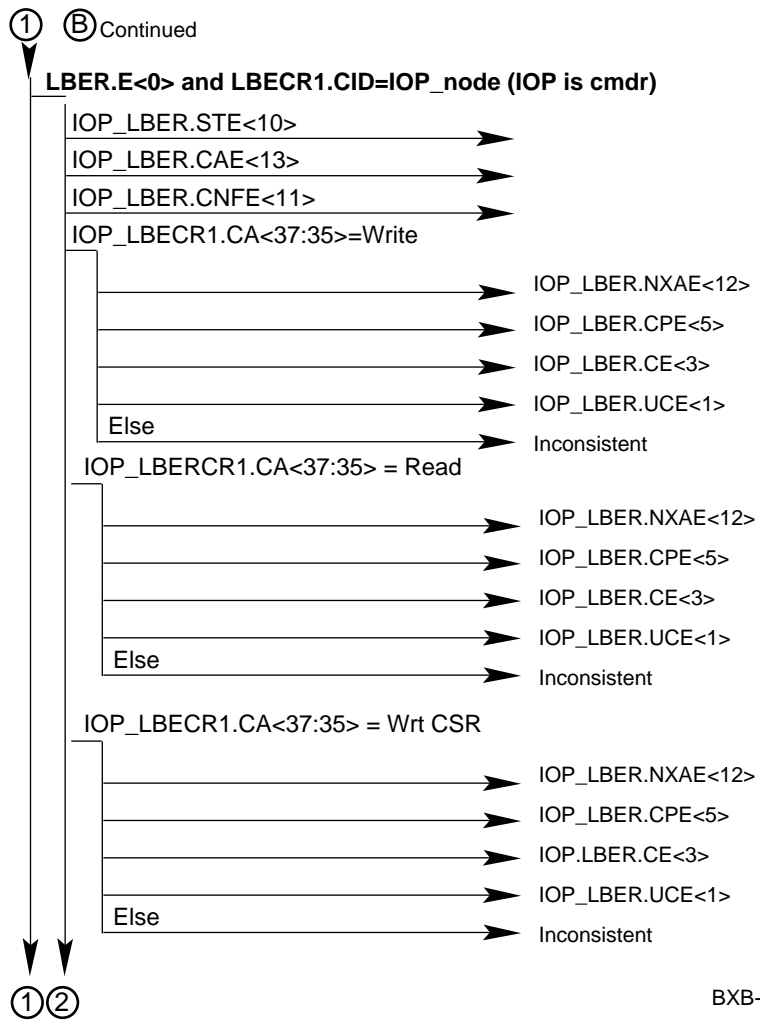 1 B Continued
LBER.E<0> and LBECR1.CID=IOP_node (IOP is cmdr)
IOP_LBER.STE<10>
IOP_LBER.CAE<13>
IOP_LBER.CNFE<11>
IOP_LBECR1.CA<37:35>=Write
IOP_LBER.NXAE<12>
IOP_LBER.CPE<5>
IOP_LBER.CE<3>
IOP_LBER.UCE<1>
Else
Inconsistent
IOP_LBERCR1.CA<37:35> = Read
IOP_LBER.NXAE<12>
IOP_LBER.CPE<5>
IOP_LBER.CE<3>
IOP_LBER.UCE<1>
Else
Inconsistent
IOP_LBECR1.CA<37:35> = Wrt CSR
IOP_LBER.NXAE<12>
IOP_LBER.CPE<5>
IOP.LBER.CE<3>
IOP_LBER.UCE<1>
Else
Inconsistent
1 2
BXB-